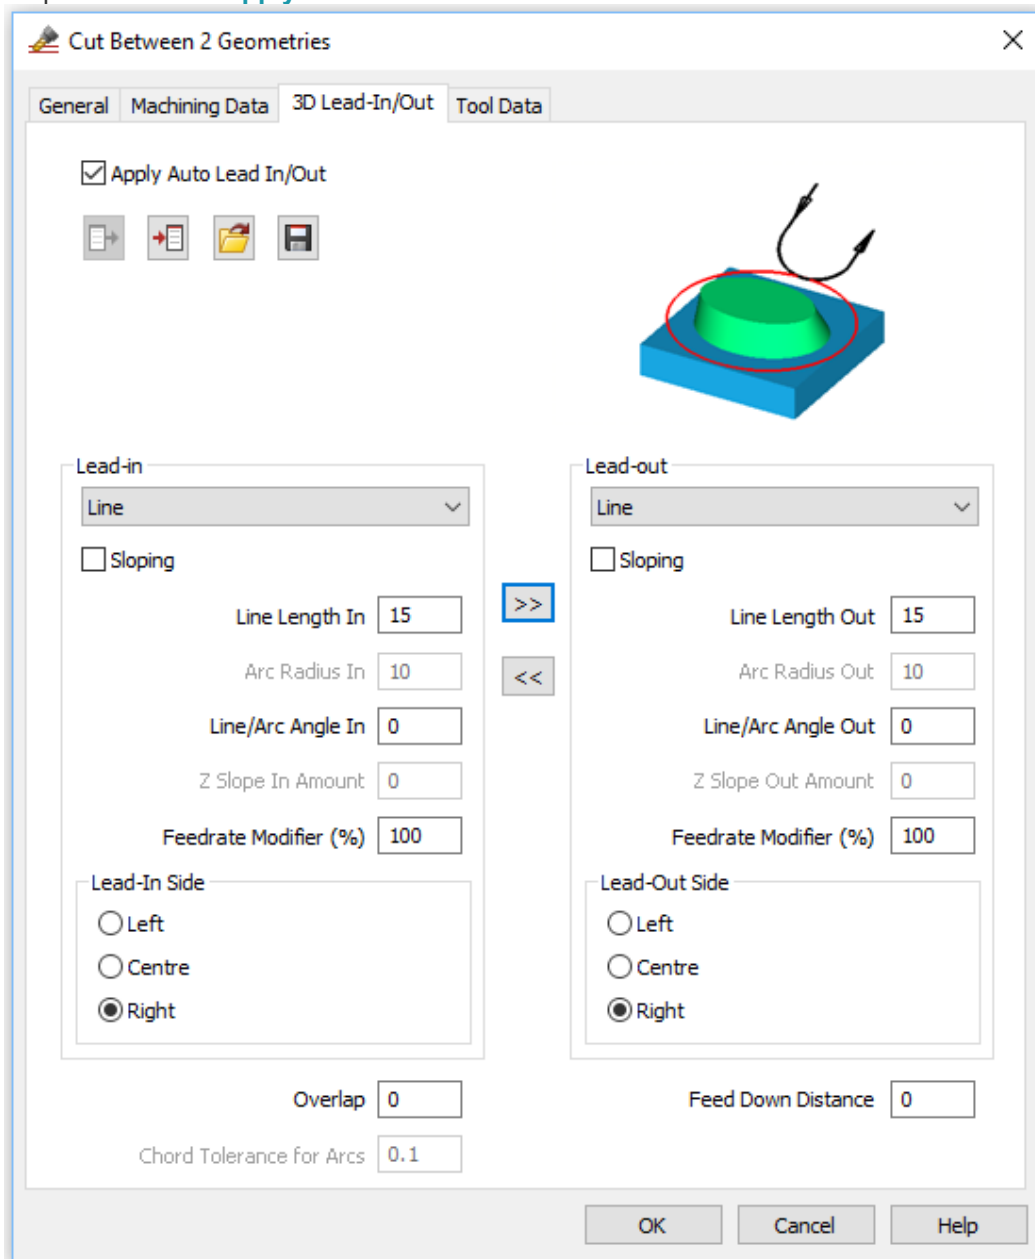 Apply
Cut Between 2 Geometries
General Machining Data 3D Lead-In/Out Tool Data
Apply Auto Lead In/Out
Lead-in Lead-out
Line Line
Sloping Sloping
>>
Line Length In 15 Line Length Out 15
<<
Arc Radius In 10 Arc Radius Out 10
Line/Arc Angle In 0 Line/Arc Angle Out 0
Z Slope In Amount 0 Z Slope Out Amount 0
Feedrate Modifier (%) 100 Feedrate Modifier (%) 100
Lead-In Side Lead-Out Side
Left Left
Centre Centre
Right Right
Overlap 0 Feed Down Distance 0
Chord Tolerance for Arcs 0.1
OK Cancel Help